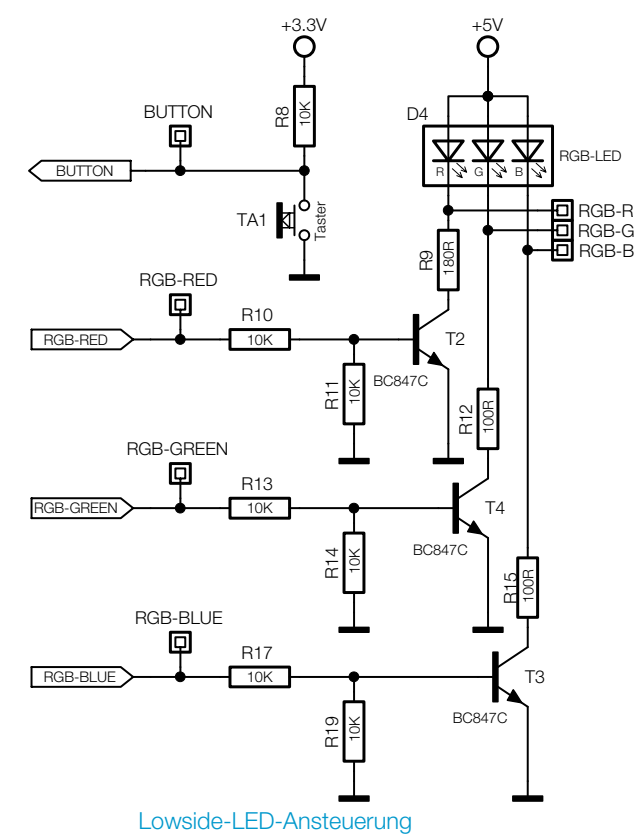 +3.3V
+5V
R8
10K
BUTTON
BUTTON
TA1
Taster
D4
R
G
B
RGB-LED
RGB-R
RGB-G
RGB-B
R9
180R
RGB-RED
RGB-RED
R10
10K
R11
10K
T2
BC847C
R12
100R
RGB-GREEN
RGB-GREEN
R13
10K
R14
10K
T4
BC847C
R15
100R
RGB-BLUE
RGB-BLUE
R17
10K
R19
10K
T3
BC847C
Lowside-LED-Ansteuerung